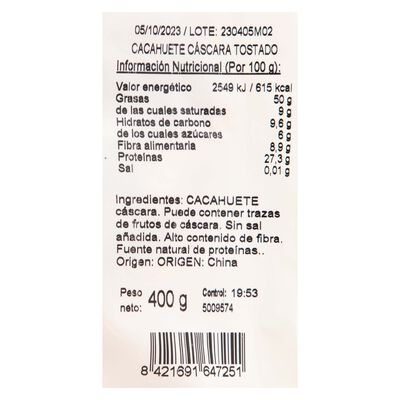 05/10/2023 / LOTE: 230405M02
CACAHUETE CÁSCARA TOSTADO
Información Nutricional (Por 100 g):
Valor energético 2549 kJ / 615 kcal
Grasas 50 g
de las cuales saturadas 9 g
Hidratos de carbono 9,6 g
de los cuales azúcares 6 g
Fibra alimentaria 8,9 g
Proteínas 27,3 g
Sal 0,01 g
Ingredientes: CACAHUETE
cáscara. Puede contener trazas
de frutos de cáscara. Sin sal
añadida. Alto contenido de fibra.
Fuente natural de proteínas..
Origen: ORIGEN: China
Peso neto: 400 g
Control: 19:53
5009574
8 421691 647251